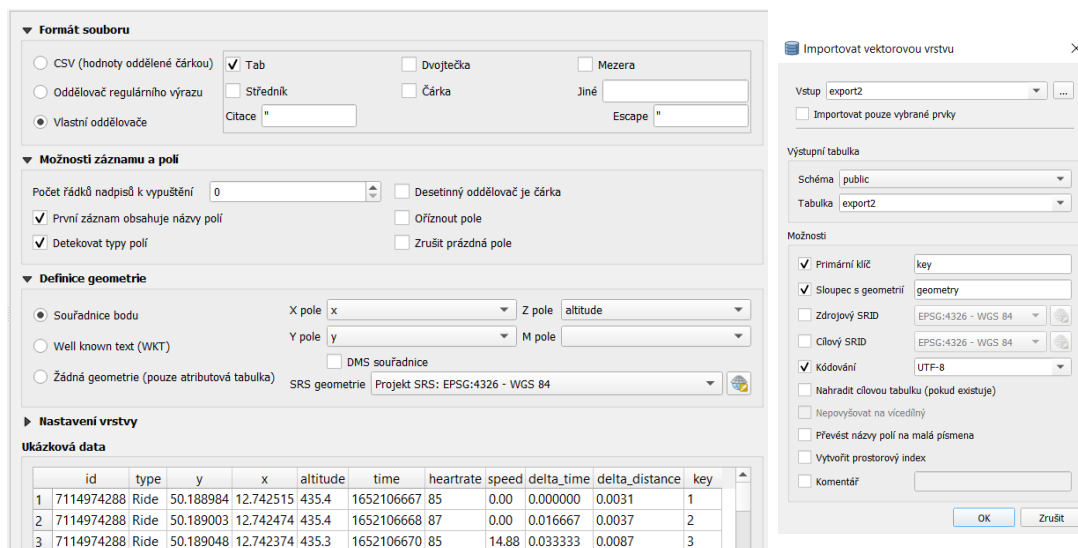 Formát souboru
CSV (hodnoty oddělené čárkou) Tab Dvojtečka Mezera
Oddělovač regulárního výrazu Středník Čárka Jiné
Vlastní oddělovače Citace " Escape "
Možnosti záznamu a polí
Počet řádků nadpisů k vypuštění 0 Desetinný oddělovač je čárka
První záznam obsahuje názvy polí Oříznout pole
Detekovat typy polí Zrušit prázdná pole
Definice geometrie
Souřadnice bodu X pole x Z pole altitude
Well known text (WKT) Y pole y M pole
DMS souřadnice
Žádná geometrie (pouze atributová tabulka) SRS geometrie Projekt SRS: EPSG:4326 - WGS 84
Nastavení vrstvy
Ukázková data
id type y x altitude time heartrate speed delta_time delta_distance key
1 7114974288 Ride 50.188984 12.742515 435.4 1652106667 85 0.00 0.000000 0.0031 1
2 7114974288 Ride 50.189003 12.742474 435.4 1652106668 87 0.00 0.016667 0.0037 2
3 7114974288 Ride 50.189048 12.742374 435.3 1652106670 85 14.88 0.033333 0.0087 3
Importovat vektorovou vrstvu
Vstup export2 ...
Importovat pouze vybrané prvky
Výstupní tabulka
Schéma public
Tabulka export2
Možnosti
Primární klíč key
Sloupec s geometrií geometry
Zdrojový SRID EPSG:4326 - WGS 84
Cílový SRID EPSG:4326 - WGS 84
Kódování UTF-8
Nahradit cílovou tabulku (pokud existuje)
Nepovyšovat na vícedílný
Převést názvy polí na malá písmena
Vytvořit prostorový index
Komentář
OK Zrušit